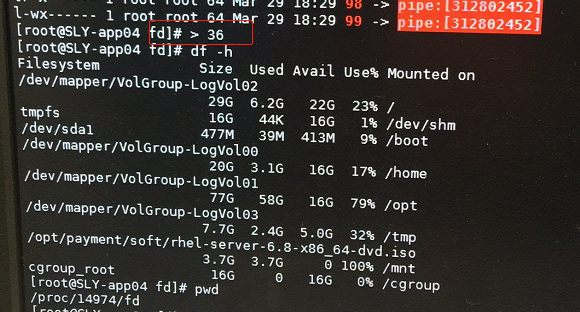 l-wx------ 1 root root 64 Mar 29 18:29 98 -> pipe:[312802452]
l-wx------ 1 root root 64 Mar 29 18:29 99 -> pipe:[312802452]
[root@SLY-app04 fd]# > 36
[root@SLY-app04 fd]# df -h
Filesystem Size Used Avail Use% Mounted on
/dev/mapper/VolGroup-LogVol02
29G 6.2G 22G 23% /
tmpfs 16G 44K 16G 1% /dev/shm
/dev/sda1 477M 39M 413M 9% /boot
/dev/mapper/VolGroup-LogVol00
20G 3.1G 16G 17% /home
/dev/mapper/VolGroup-LogVol01
77G 58G 16G 79% /opt
/dev/mapper/VolGroup-LogVol03
7.7G 2.4G 5.0G 32% /tmp
/opt/payment/soft/rhel-server-6.8-x86_64-dvd.iso
3.7G 3.7G 0 100% /mnt
cgroup_root 16G 0 16G 0% /cgroup
[root@SLY-app04 fd]# pwd
/proc/14974/fd
[root@SLY-app04 fd]#